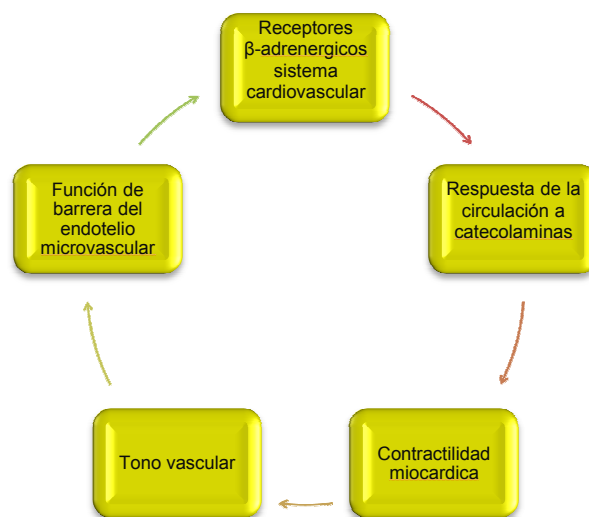 Receptores
β-adrenergicos
sistema
cardiovascular
Respuesta de la
circulación a
catecolaminas
Contractilidad
miocardica
Tono vascular
Función de
barrera del
endotelio
microvascular